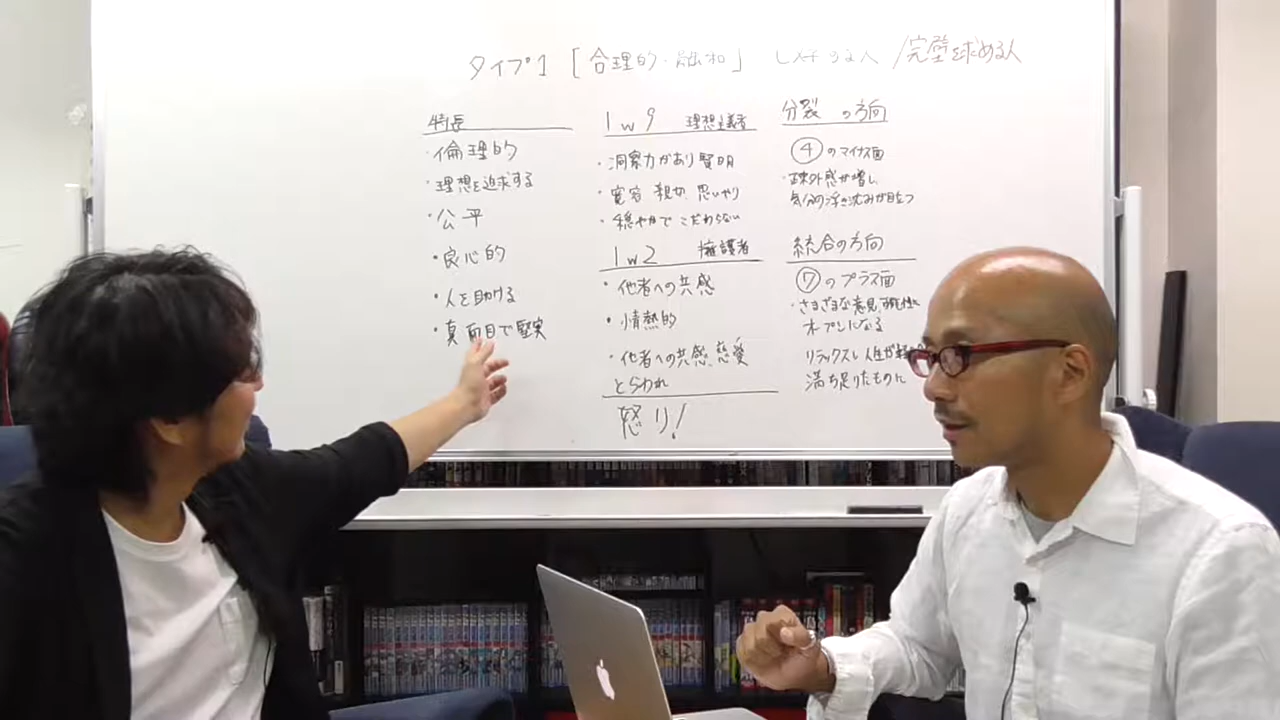 タイプ1 [合理的・ 」 る人 /完璧を求める人
特長
・倫理的
・理想を追求する
・公平
・良心的
・人を助ける
・真面目で堅実
1w9 理想主義者
・洞察力があり賢明
・寛容 親切 思いやり
・穏やかで こだわらない
1w2 擁護者
・他者への共感
・情熱的
・他者への共感、慈愛
とらわれ
怒り!
分裂の方向
④のマイナス面
・疎外感が増し、
気分の浮き沈みが目立つ
統合の方向
⑦のプラス面
・さまざまな意見、可能性に
オープンになる
リラックスし 人生が
満ち足りたものに